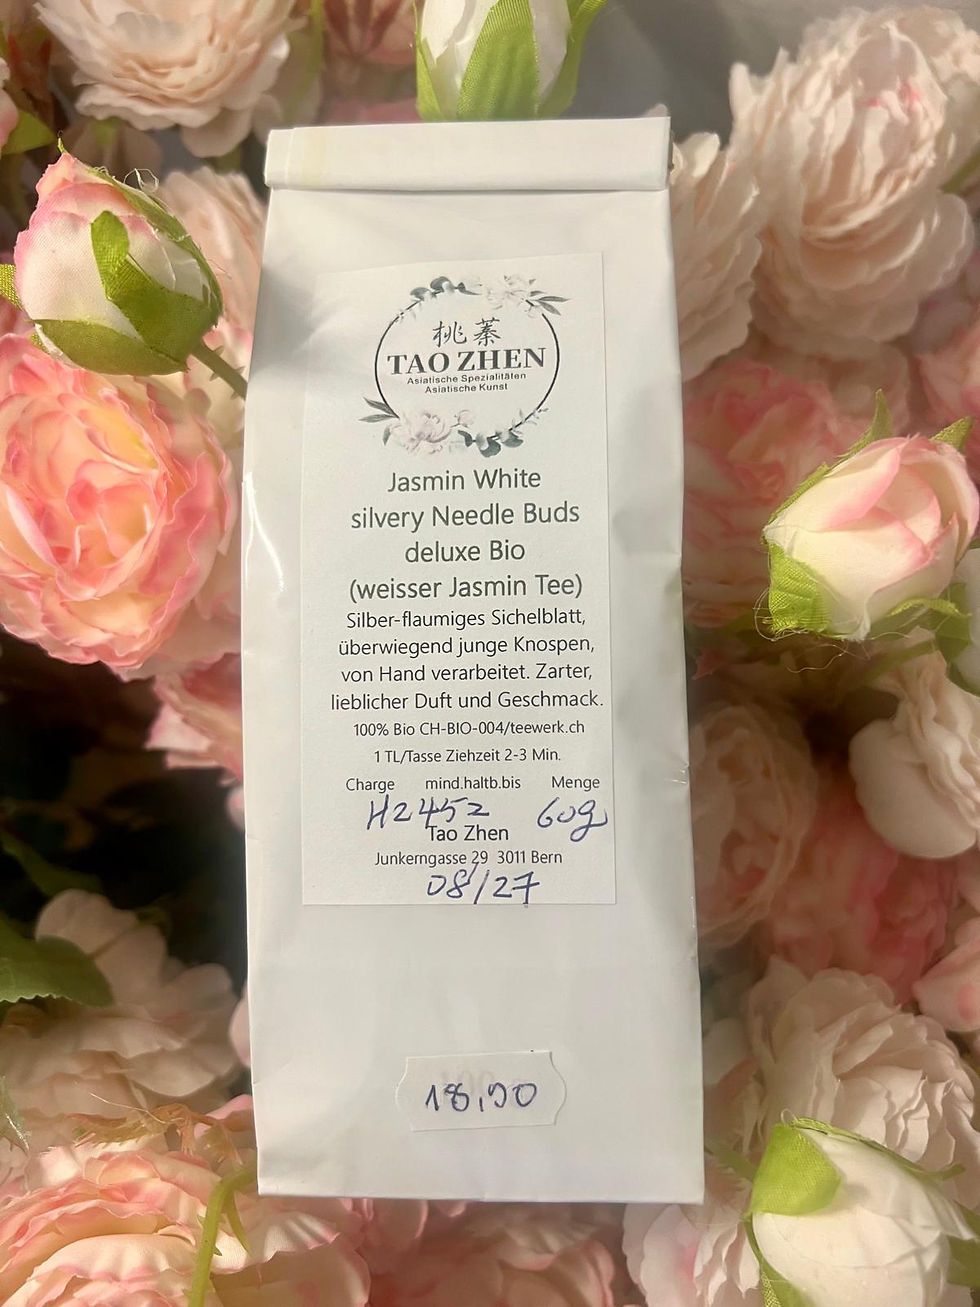 桃蓁
TAO ZHEN
Asiatische Spezialitäten
Asiatische Kunst
Jasmin White
silvery Needle Buds
deluxe Bio
(weisser Jasmin Tee)
Silber-flaumiges Sichelblatt,
überwiegend junge Knospen,
von Hand verarbeitet. Zarter,
lieblicher Duft und Geschmack.
100% Bio CH-BIO-004/teewerk.ch
1 TL/Tasse Ziehzeit 2-3 Min.
Charge mind.haltb.bis Menge
H2452 60g
Tao Zhen
Junkerngasse 29 3011 Bern
08/27
18,90